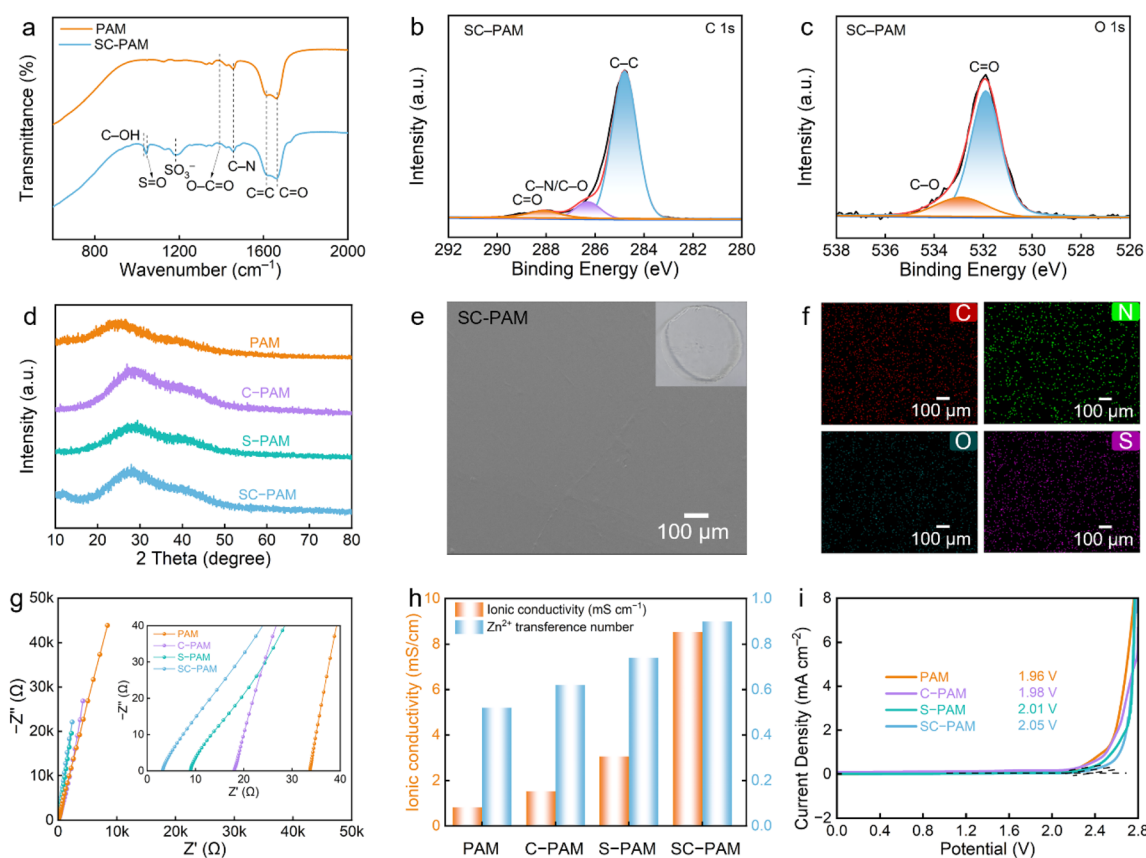 a
PAM
SC-PAM
Transmittance (%)
C–OH
S=O
SO₃⁻
O–C=O
C–N
C=C
C=O
800
1200
1600
2000
Wavenumber (cm⁻¹)
b
SC–PAM
C 1s
C–C
C–N/C–O
C=O
Intensity (a.u.)
292 290 288 286 284 282 280
Binding Energy (eV)
c
SC–PAM
O 1s
C=O
C–O
Intensity (a.u.)
538 536 534 532 530 528 526
Binding Energy (eV)
d
PAM
C–PAM
S–PAM
SC–PAM
Intensity (a.u.)
10 20 30 40 50 60 70 80
2 Theta (degree)
e
SC-PAM
100 μm
f
C
100 μm
N
100 μm
O
100 μm
S
100 μm
g
50k
40k
30k
20k
10k
0
−Z'' (Ω)
0 10k 20k 30k 40k 50k
Z' (Ω)
PAM
C–PAM
S–PAM
SC–PAM
40
30
20
10
0
−Z'' (Ω)
0 10 20 30 40
Z' (Ω)
h
Ionic conductivity (mS cm⁻¹)
Zn²⁺ transference number
Ionic conductivity (mS/cm)
10
8
6
4
2
0
1.0
0.8
0.6
0.4
0.2
0.0
PAM C–PAM S–PAM SC–PAM
i
PAM 1.96 V
C–PAM 1.98 V
S–PAM 2.01 V
SC–PAM 2.05 V
Current Density (mA cm⁻²)
8
6
4
2
0
−2
0.0 0.4 0.8 1.2 1.6 2.0 2.4 2.8
Potential (V)